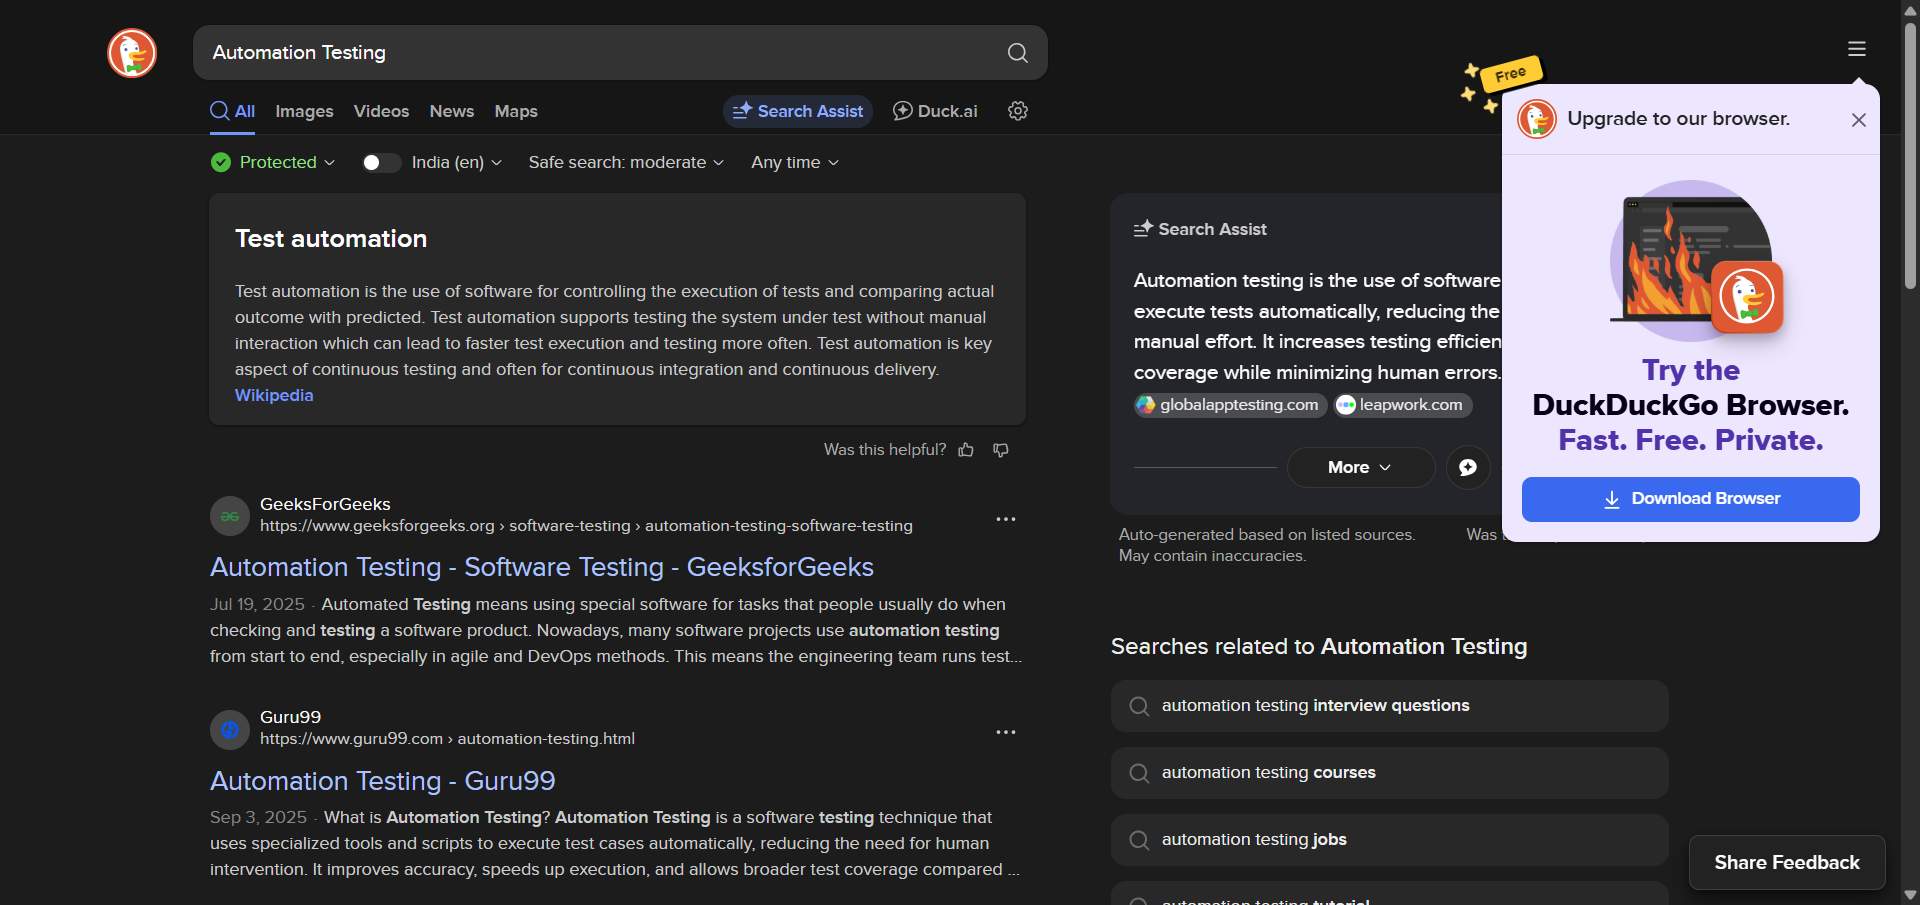 Automation Testing
All Images Videos News Maps
Search Assist Duck.ai
Protected India (en) Safe search: moderate Any time
Test automation
Test automation is the use of software for controlling the execution of tests and comparing actual
outcome with predicted. Test automation supports testing the system under test without manual
interaction which can lead to faster test execution and testing more often. Test automation is key
aspect of continuous testing and often for continuous integration and continuous delivery.
Wikipedia
Was this helpful?
GeeksForGeeks
https://www.geeksforgeeks.org › software-testing › automation-testing-software-testing
Automation Testing - Software Testing - GeeksforGeeks
Jul 19, 2025 · Automated Testing means using special software for tasks that people usually do when
checking and testing a software product. Nowadays, many software projects use automation testing
from start to end, especially in agile and DevOps methods. This means the engineering team runs test...
Guru99
https://www.guru99.com › automation-testing.html
Automation Testing - Guru99
Sep 3, 2025 · What is Automation Testing? Automation Testing is a software testing technique that
uses specialized tools and scripts to execute test cases automatically, reducing the need for human
intervention. It improves accuracy, speeds up execution, and allows broader test coverage compared ...
Search Assist
Automation testing is the use of software
execute tests automatically, reducing the
manual effort. It increases testing efficien
coverage while minimizing human errors.
globalapptesting.com leapwork.com
More
Auto-generated based on listed sources.
May contain inaccuracies.
Was
Searches related to Automation Testing
automation testing interview questions
automation testing courses
automation testing jobs
automation testing tutorial
Free
Upgrade to our browser.
Try the
DuckDuckGo Browser.
Fast. Free. Private.
Download Browser
Share Feedback